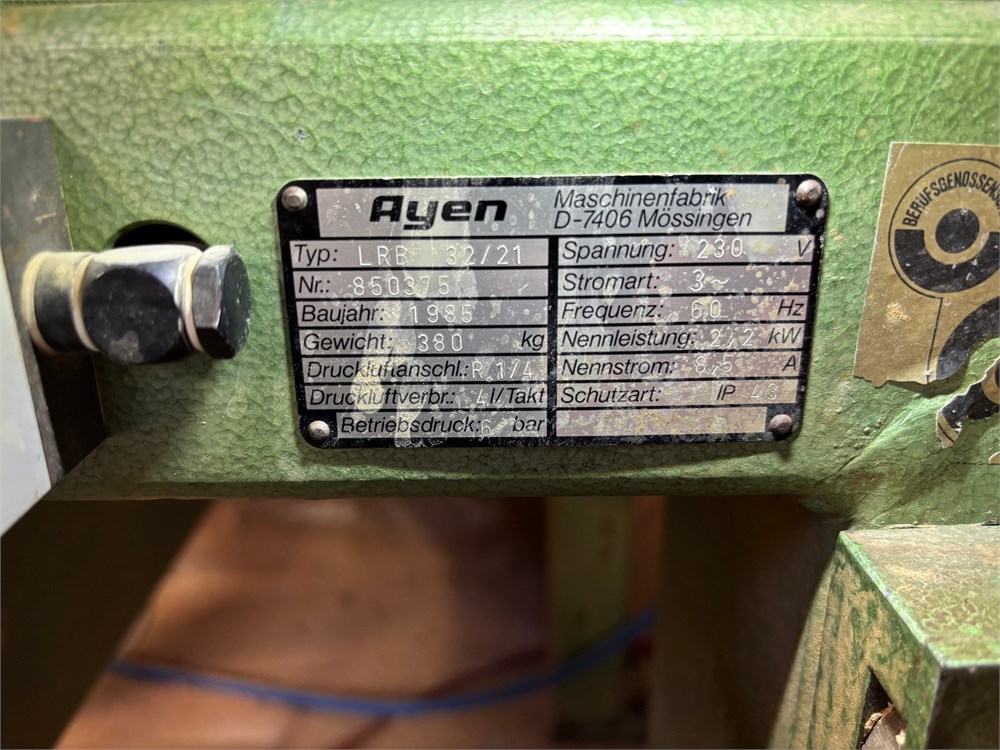 Ayen
Maschinenfabrik
D-7406 Mössingen
Typ: LRB 32/21
Nr.: 850375
Baujahr: 1985
Gewicht: 380 kg
Druckluftanschl.: R 1/4
Druckluftverbr.: 4 l/Takt
Betriebsdruck: 6 bar
Spannung: 230 V
Stromart: 3~
Frequenz: 60 Hz
Nennleistung: 2,2 kW
Nennstrom: 8,5 A
Schutzart: IP 43